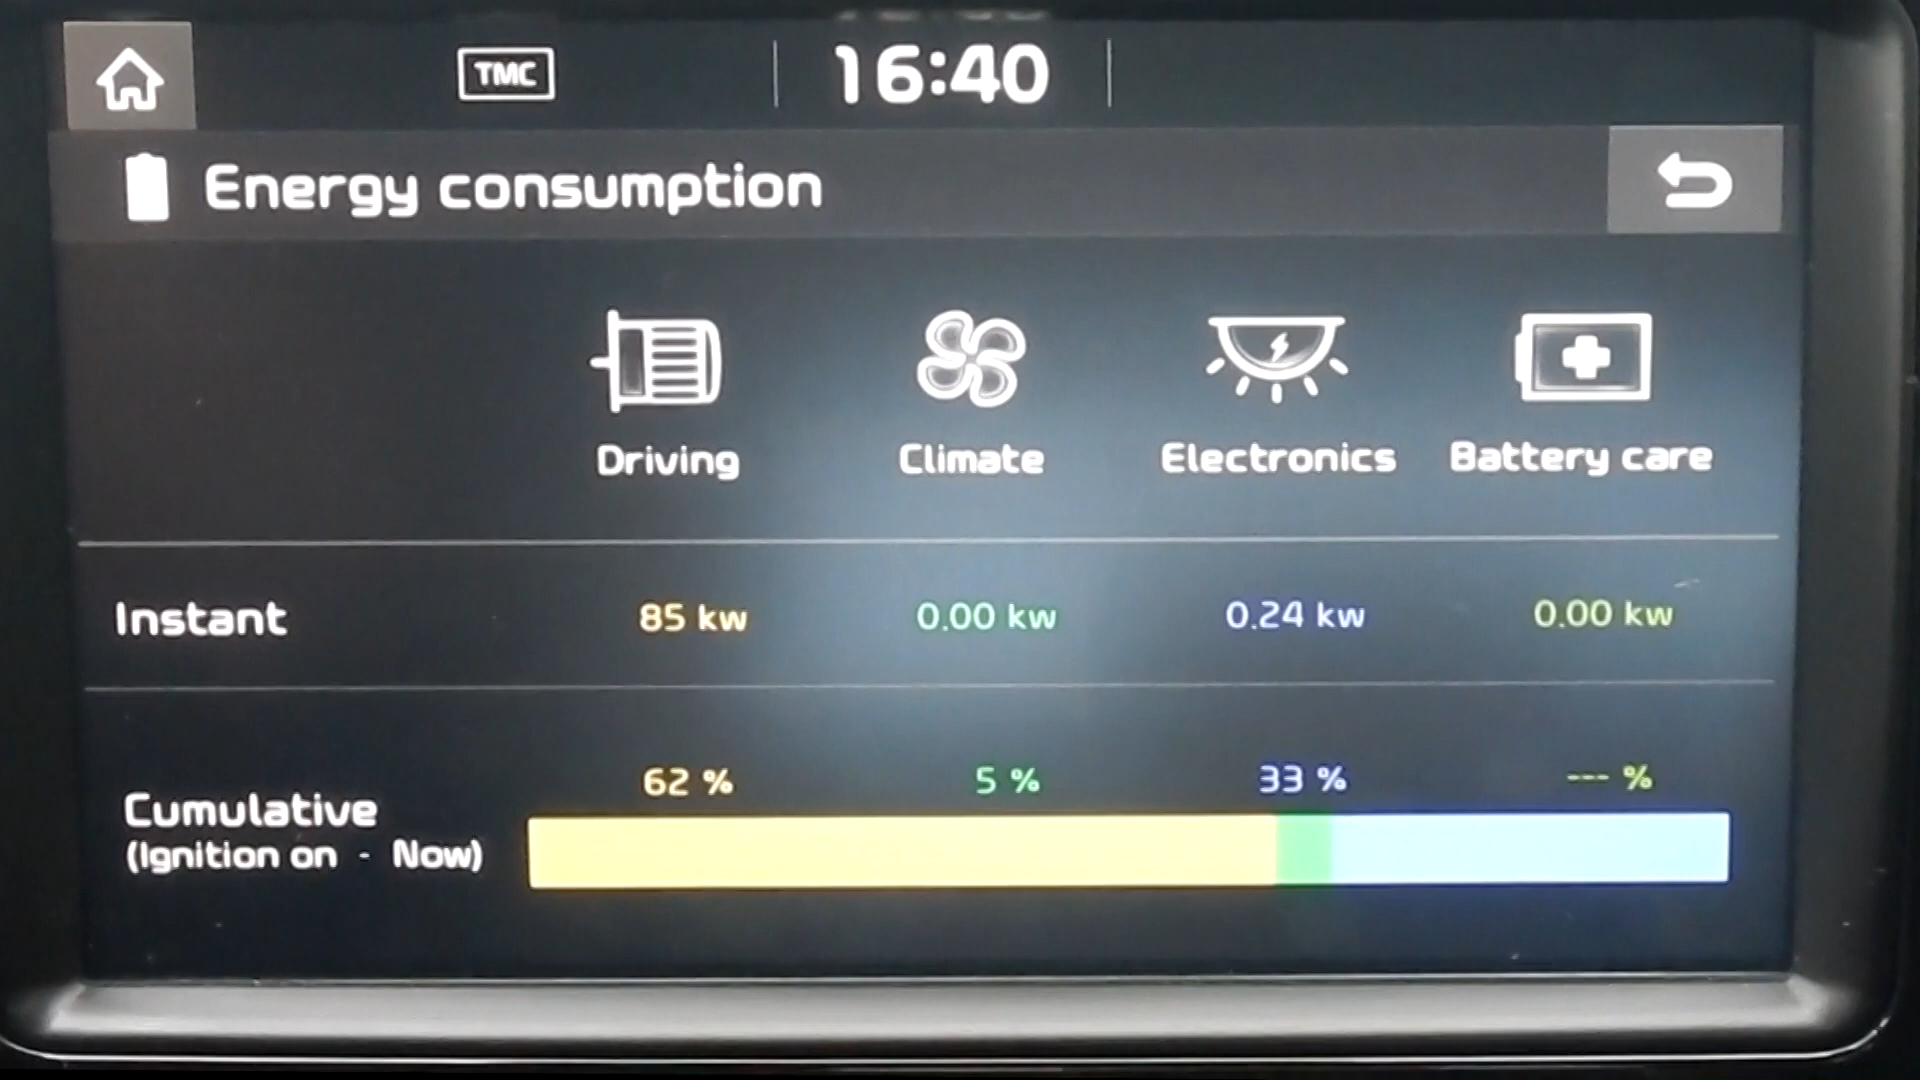 TMC
16:40
Energy consumption
Driving Climate Electronics Battery care
Instant 85 kw 0.00 kw 0.24 kw 0.00 kw
62 % 5 % 33 % --- %
Cumulative
(Ignition on - Now)